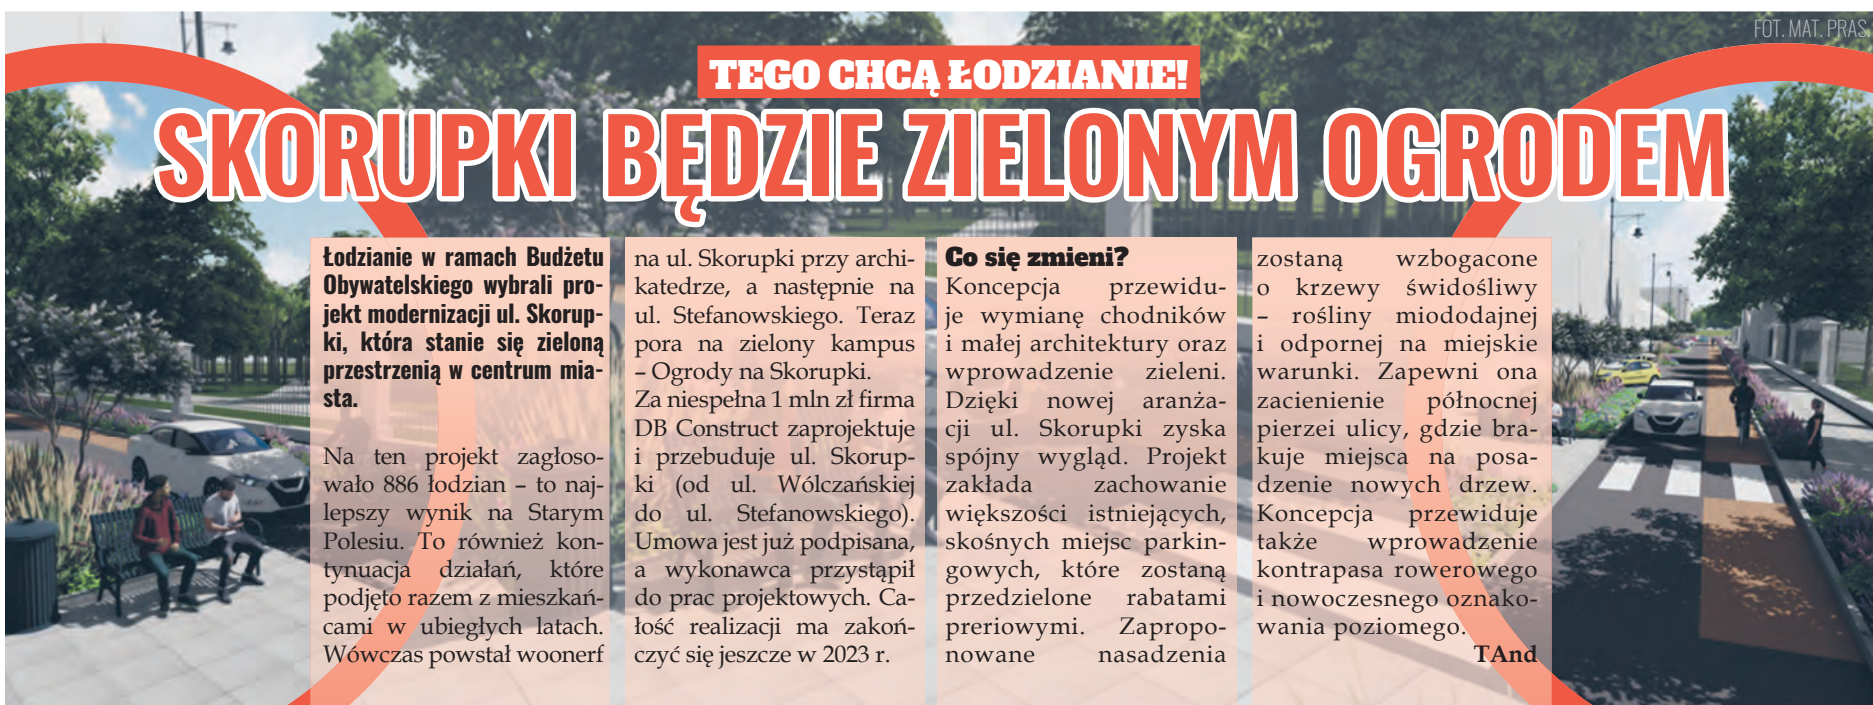 FOT. MAT. PRAS.
TEGO CHCĄ ŁODZIANIE!
SKORUPKI BĘDZIE ZIELONYM OGRODEM
Łodzianie w ramach Budżetu
Obywatelskiego wybrali pro-
jekt modernizacji ul. Skorup-
ki, która stanie się zieloną
przestrzenią w centrum mia-
sta.
Na ten projekt zagłoso-
wało 886 łodzian – to naj-
lepszy wynik na Starym
Polesiu. To również kon-
tynuacja działań, które
podjęto razem z mieszkań-
cami w ubiegłych latach.
Wówczas powstał woonerf
na ul. Skorupki przy archi-
katedrze, a następnie na
ul. Stefanowskiego. Teraz
pora na zielony kampus
– Ogrody na Skorupki.
Za niespełna 1 mln zł firma
DB Construct zaprojektuje
i przebuduje ul. Skorup-
ki (od ul. Wólczańskiej
do ul. Stefanowskiego).
Umowa jest już podpisana,
a wykonawca przystąpił
do prac projektowych. Ca-
łość realizacji ma zakoń-
czyć się jeszcze w 2023 r.
Co się zmieni?
Koncepcja przewidu-
je wymianę chodników
i małej architektury oraz
wprowadzenie zieleni.
Dzięki nowej aranża-
cji ul. Skorupki zyska
spójny wygląd. Projekt
zakłada zachowanie
większości istniejących,
skośnych miejsc parkin-
gowych, które zostaną
przedzielone rabatami
preriowymi. Zapropo-
nowane nasadzenia
zostaną wzbogacone
o krzewy świdośliwy
– rośliny miododajnej
i odpornej na miejskie
warunki. Zapewni ona
zacienienie północnej
pierzei ulicy, gdzie bra-
kuje miejsca na posa-
dzenie nowych drzew.
Koncepcja przewiduje
także wprowadzenie
kontrapasa rowerowego
i nowoczesnego oznako-
wania poziomego.
TAnd